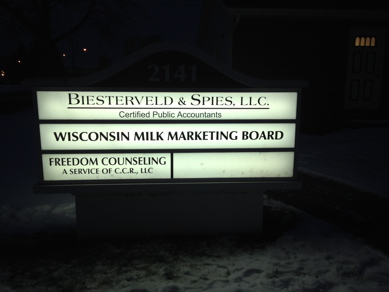 2141
BIESTERVELD & SPIES, LLC.
Certified Public Accountants
WISCONSIN MILK MARKETING BOARD
FREEDOM COUNSELING
A SERVICE OF C.C.R., LLC